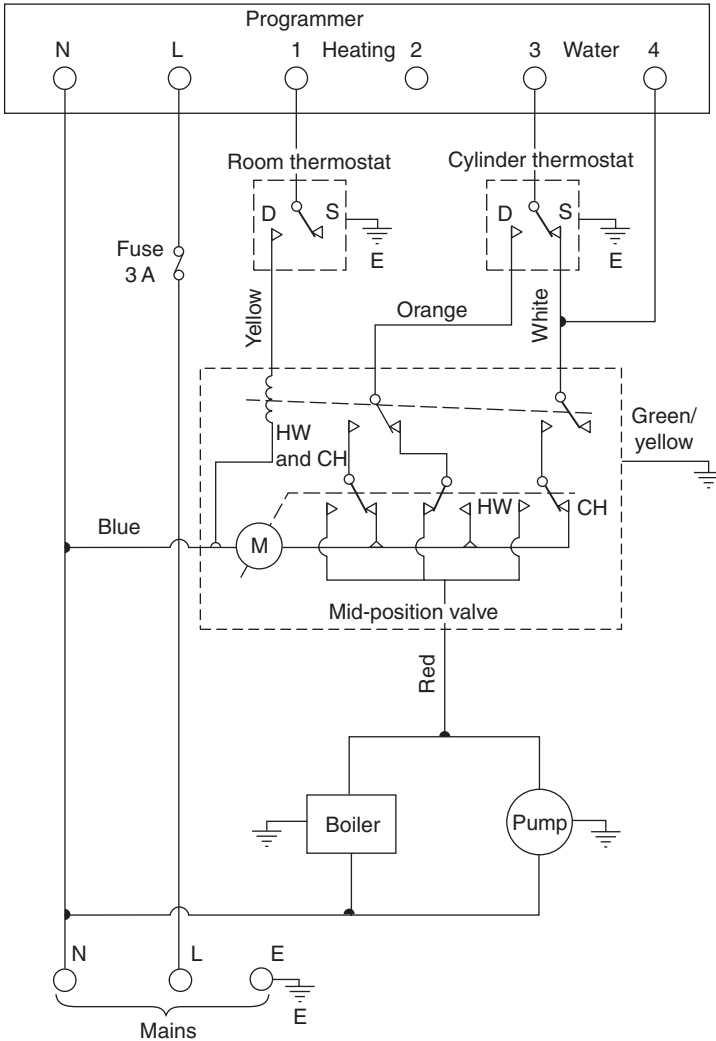 Programmer
N L 1 Heating 2 3 Water 4
Room thermostat Cylinder thermostat
D S E
D S E
Fuse
3 A
Yellow
Orange
White
HW
and CH
Green/
yellow
Blue
M
HW CH
Mid-position valve
Red
Boiler
Pump
N L E
E
Mains